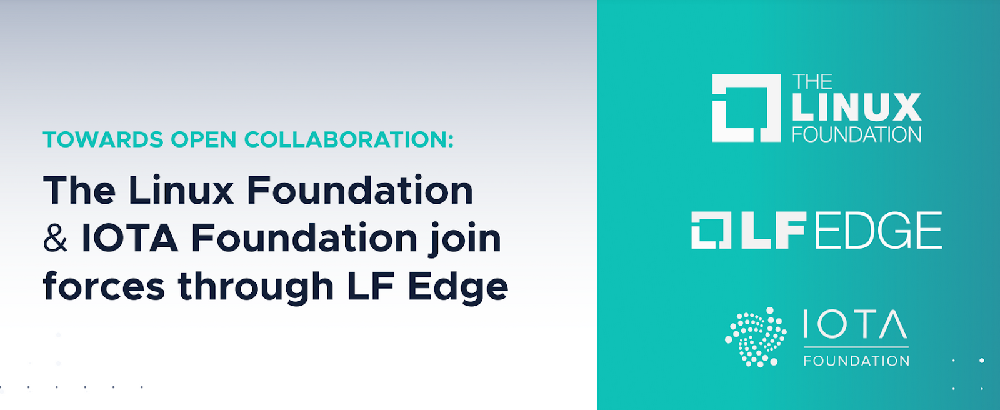 TOWARDS OPEN COLLABORATION:
The Linux Foundation
& IOTA Foundation join
forces through LF Edge
THE
LINUX
FOUNDATION
LF EDGE
IOTA
FOUNDATION